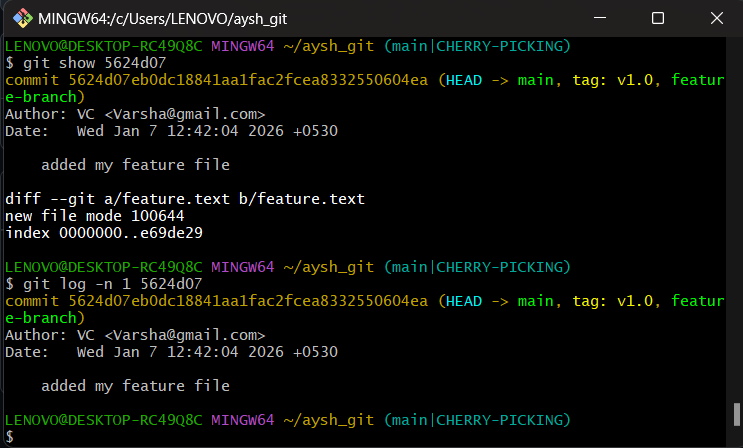 MINGW64:/c/Users/LENOVO/aysh_git
LENOVO@DESKTOP-RC49Q8C MINGW64 ~/aysh_git (main|CHERRY-PICKING)
$ git show 5624d07
commit 5624d07eb0dc18841aa1fac2fcea8332550604ea (HEAD -> main, tag: v1.0, featur
e-branch)
Author: VC <Varsha@gmail.com>
Date:   Wed Jan 7 12:42:04 2026 +0530
    added my feature file
diff --git a/feature.text b/feature.text
new file mode 100644
index 0000000..e69de29
LENOVO@DESKTOP-RC49Q8C MINGW64 ~/aysh_git (main|CHERRY-PICKING)
$ git log -n 1 5624d07
commit 5624d07eb0dc18841aa1fac2fcea8332550604ea (HEAD -> main, tag: v1.0, featur
e-branch)
Author: VC <Varsha@gmail.com>
Date:   Wed Jan 7 12:42:04 2026 +0530
    added my feature file
LENOVO@DESKTOP-RC49Q8C MINGW64 ~/aysh_git (main|CHERRY-PICKING)
$